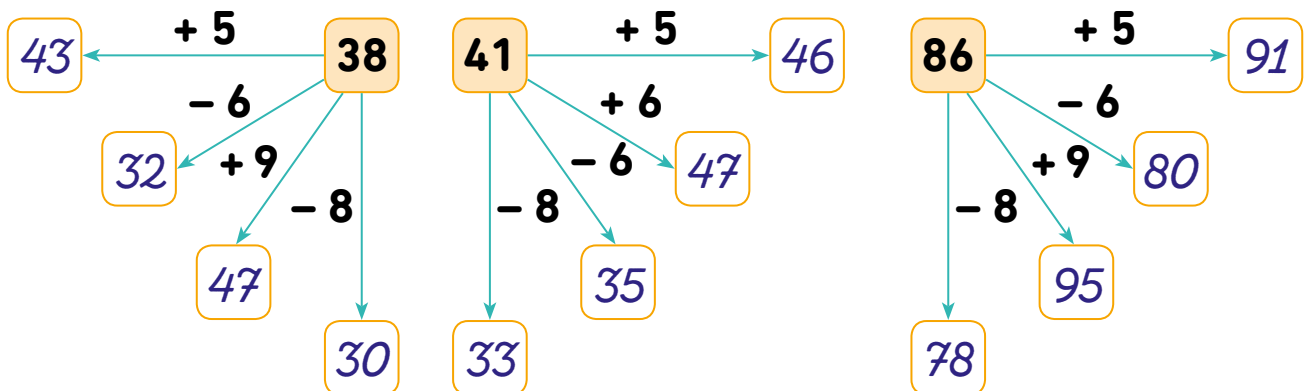 43 + 5 38 41 + 5 46 86 + 5 91
– 6 + 6 – 6
32 + 9 – 6 47 + 9 80
– 8 – 8 – 8
47 35 95
30 33 78